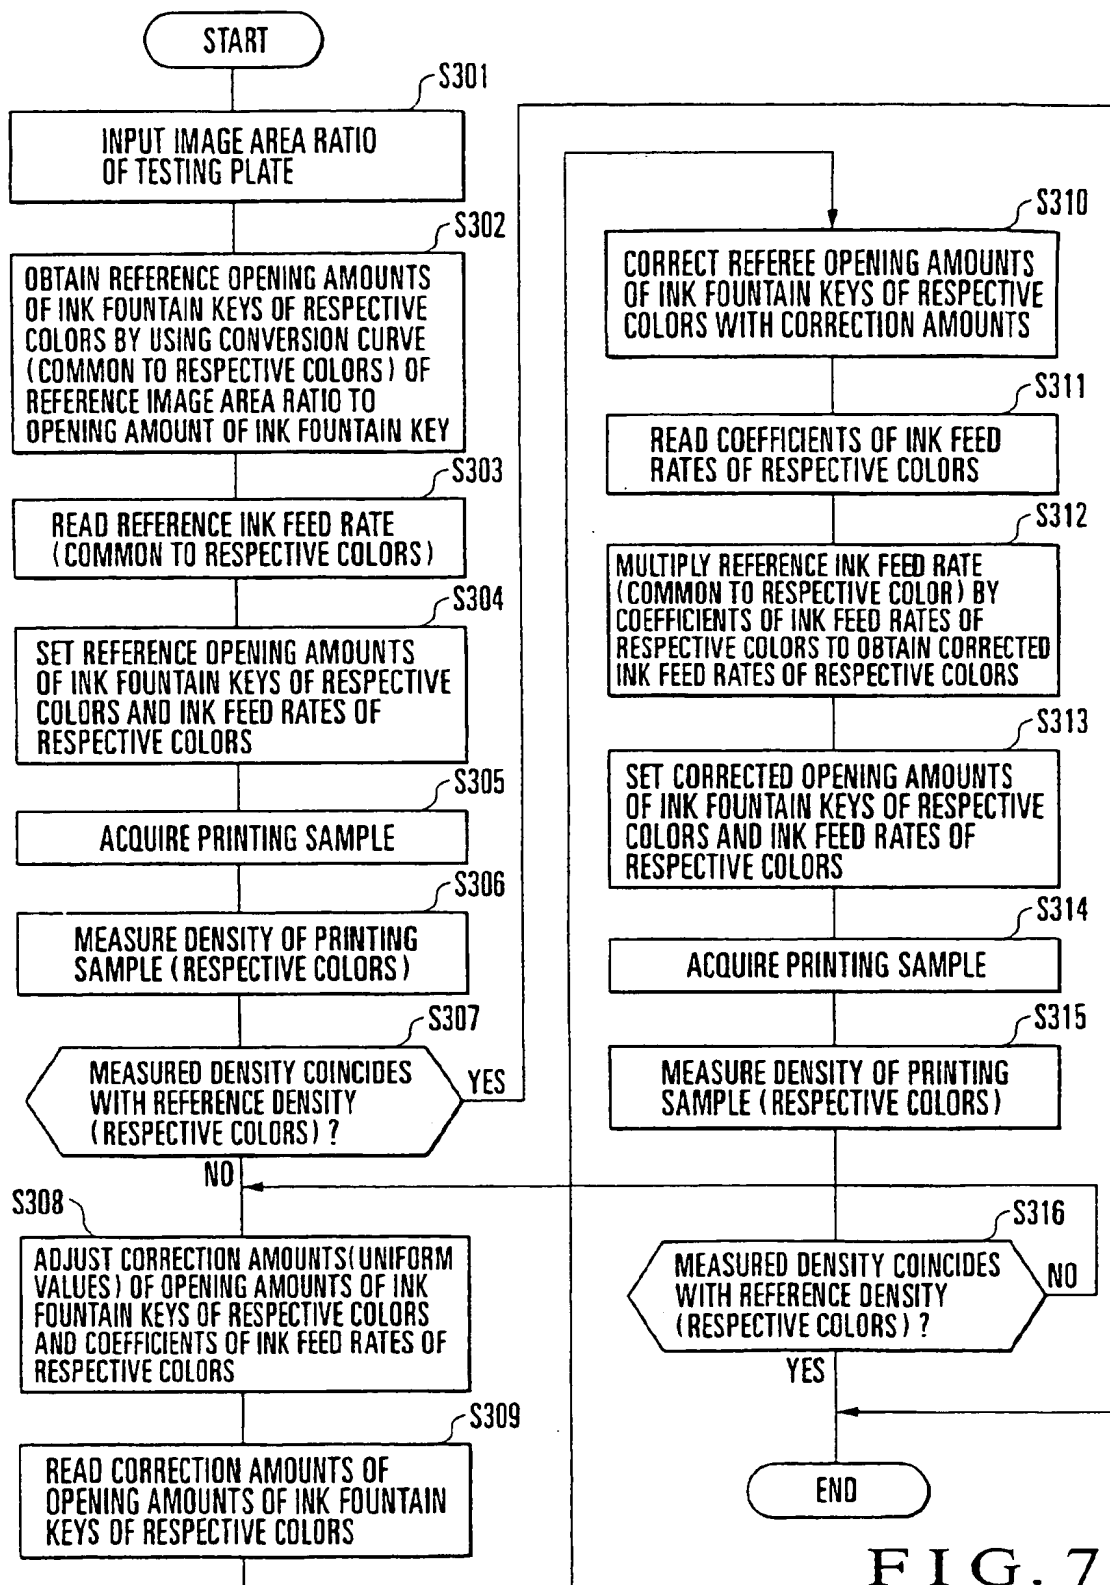 START
S301
INPUT IMAGE AREA RATIO
OF TESTING PLATE
S302
OBTAIN REFERENCE OPENING AMOUNTS
OF INK FOUNTAIN KEYS OF RESPECTIVE
COLORS BY USING CONVERSION CURVE
(COMMON TO RESPECTIVE COLORS) OF
REFERENCE IMAGE AREA RATIO TO
OPENING AMOUNT OF INK FOUNTAIN KEY
S303
READ REFERENCE INK FEED RATE
(COMMON TO RESPECTIVE COLORS)
S304
SET REFERENCE OPENING AMOUNTS
OF INK FOUNTAIN KEYS OF RESPECTIVE
COLORS AND INK FEED RATES OF
RESPECTIVE COLORS
S305
ACQUIRE PRINTING SAMPLE
S306
MEASURE DENSITY OF PRINTING
SAMPLE (RESPECTIVE COLORS)
S307
MEASURED DENSITY COINCIDES
WITH REFERENCE DENSITY
(RESPECTIVE COLORS) ?
YES
NO
S308
ADJUST CORRECTION AMOUNTS (UNIFORM
VALUES) OF OPENING AMOUNTS OF INK
FOUNTAIN KEYS OF RESPECTIVE COLORS
AND COEFFICIENTS OF INK FEED RATES OF
RESPECTIVE COLORS
S309
READ CORRECTION AMOUNTS OF
OPENING AMOUNTS OF INK FOUNTAIN
KEYS OF RESPECTIVE COLORS
S310
CORRECT REFEREE OPENING AMOUNTS
OF INK FOUNTAIN KEYS OF RESPECTIVE
COLORS WITH CORRECTION AMOUNTS
S311
READ COEFFICIENTS OF INK FEED
RATES OF RESPECTIVE COLORS
S312
MULTIPLY REFERENCE INK FEED RATE
(COMMON TO RESPECTIVE COLOR) BY
COEFFICIENTS OF INK FEED RATES OF
RESPECTIVE COLORS TO OBTAIN CORRECTED
INK FEED RATES OF RESPECTIVE COLORS
S313
SET CORRECTED OPENING AMOUNTS
OF INK FOUNTAIN KEYS OF RESPECTIVE
COLORS AND INK FEED RATES OF
RESPECTIVE COLORS
S314
ACQUIRE PRINTING SAMPLE
S315
MEASURE DENSITY OF PRINTING
SAMPLE (RESPECTIVE COLORS)
S316
MEASURED DENSITY COINCIDES
WITH REFERENCE DENSITY
(RESPECTIVE COLORS) ?
NO
YES
END
FIG. 7